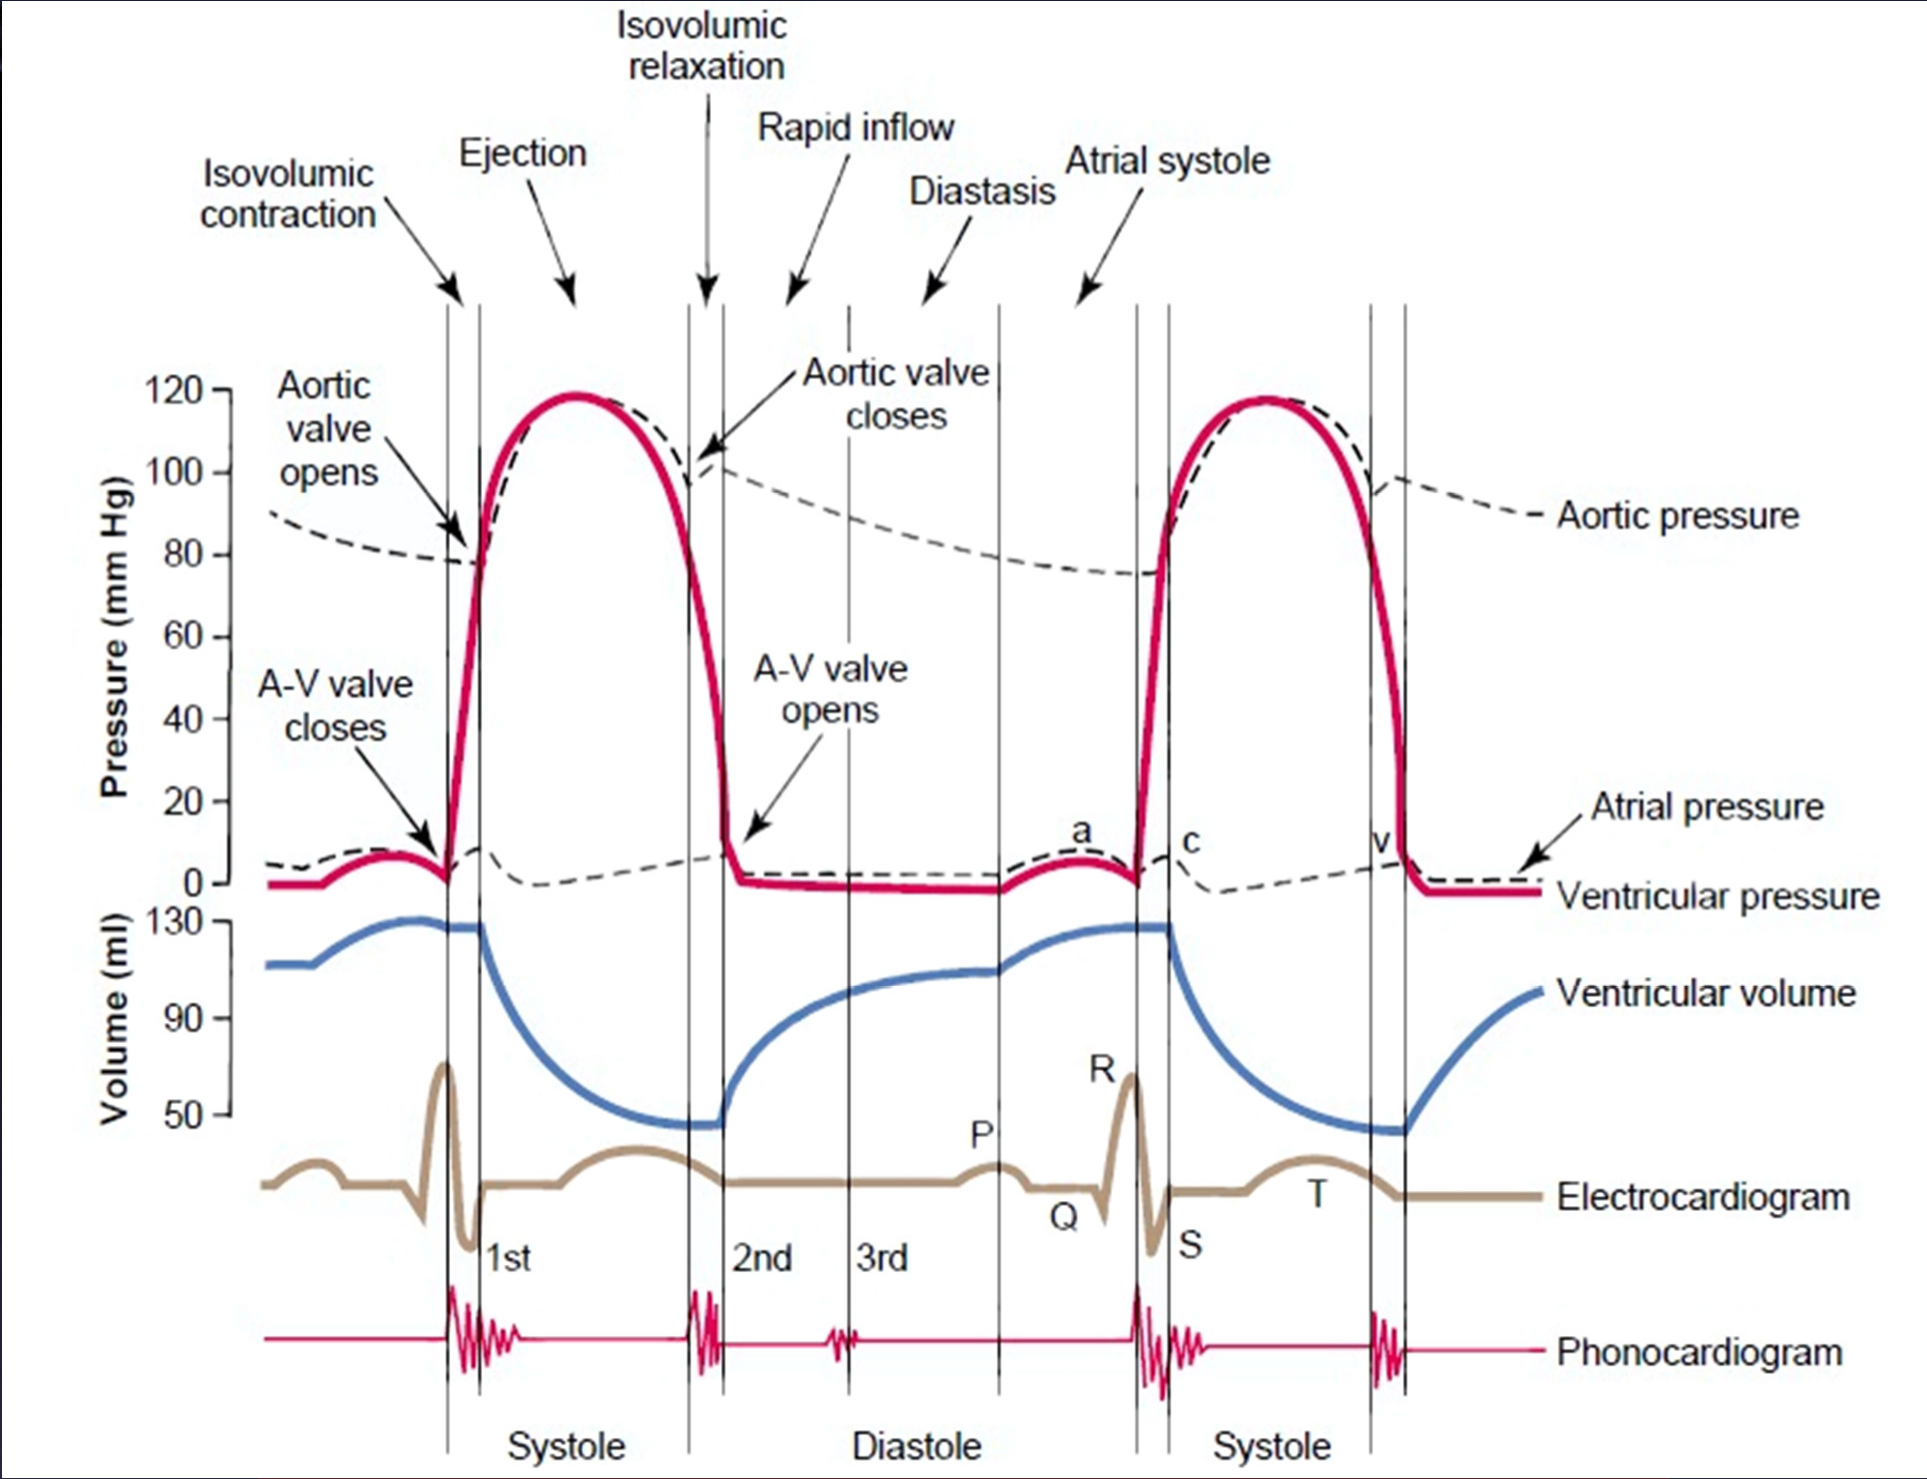 Isovolumic
relaxation
Rapid inflow
Ejection
Atrial systole
Isovolumic
contraction
Diastasis
Aortic
valve
opens
Aortic valve
closes
A-V valve
closes
A-V valve
opens
Pressure (mm Hg)
120
100
80
60
40
20
0
a
c
v
Aortic pressure
Atrial pressure
Ventricular pressure
Volume (ml)
130
90
50
Ventricular volume
R
P
Q
S
T
Electrocardiogram
1st
2nd
3rd
Phonocardiogram
Systole
Diastole
Systole